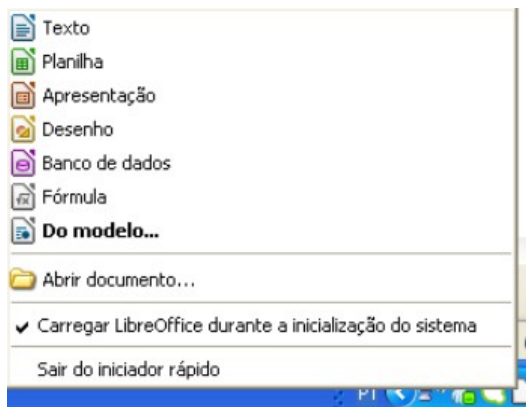 Texto
Planilha
Apresentação
Desenho
Banco de dados
Fórmula
Do modelo...
Abrir documento...
Carregar LibreOffice durante a inicialização do sistema
Sair do iniciador rápido
PT